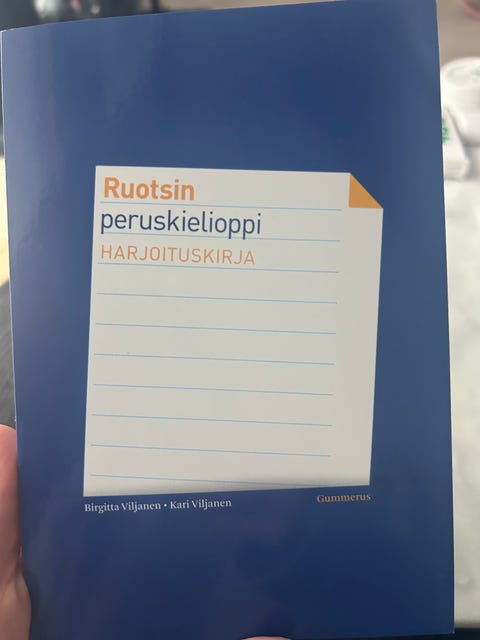 Ruotsin
peruskielioppi
HARJOITUSKIRJA
Birgitta Viljanen • Kari Viljanen
Gummerus